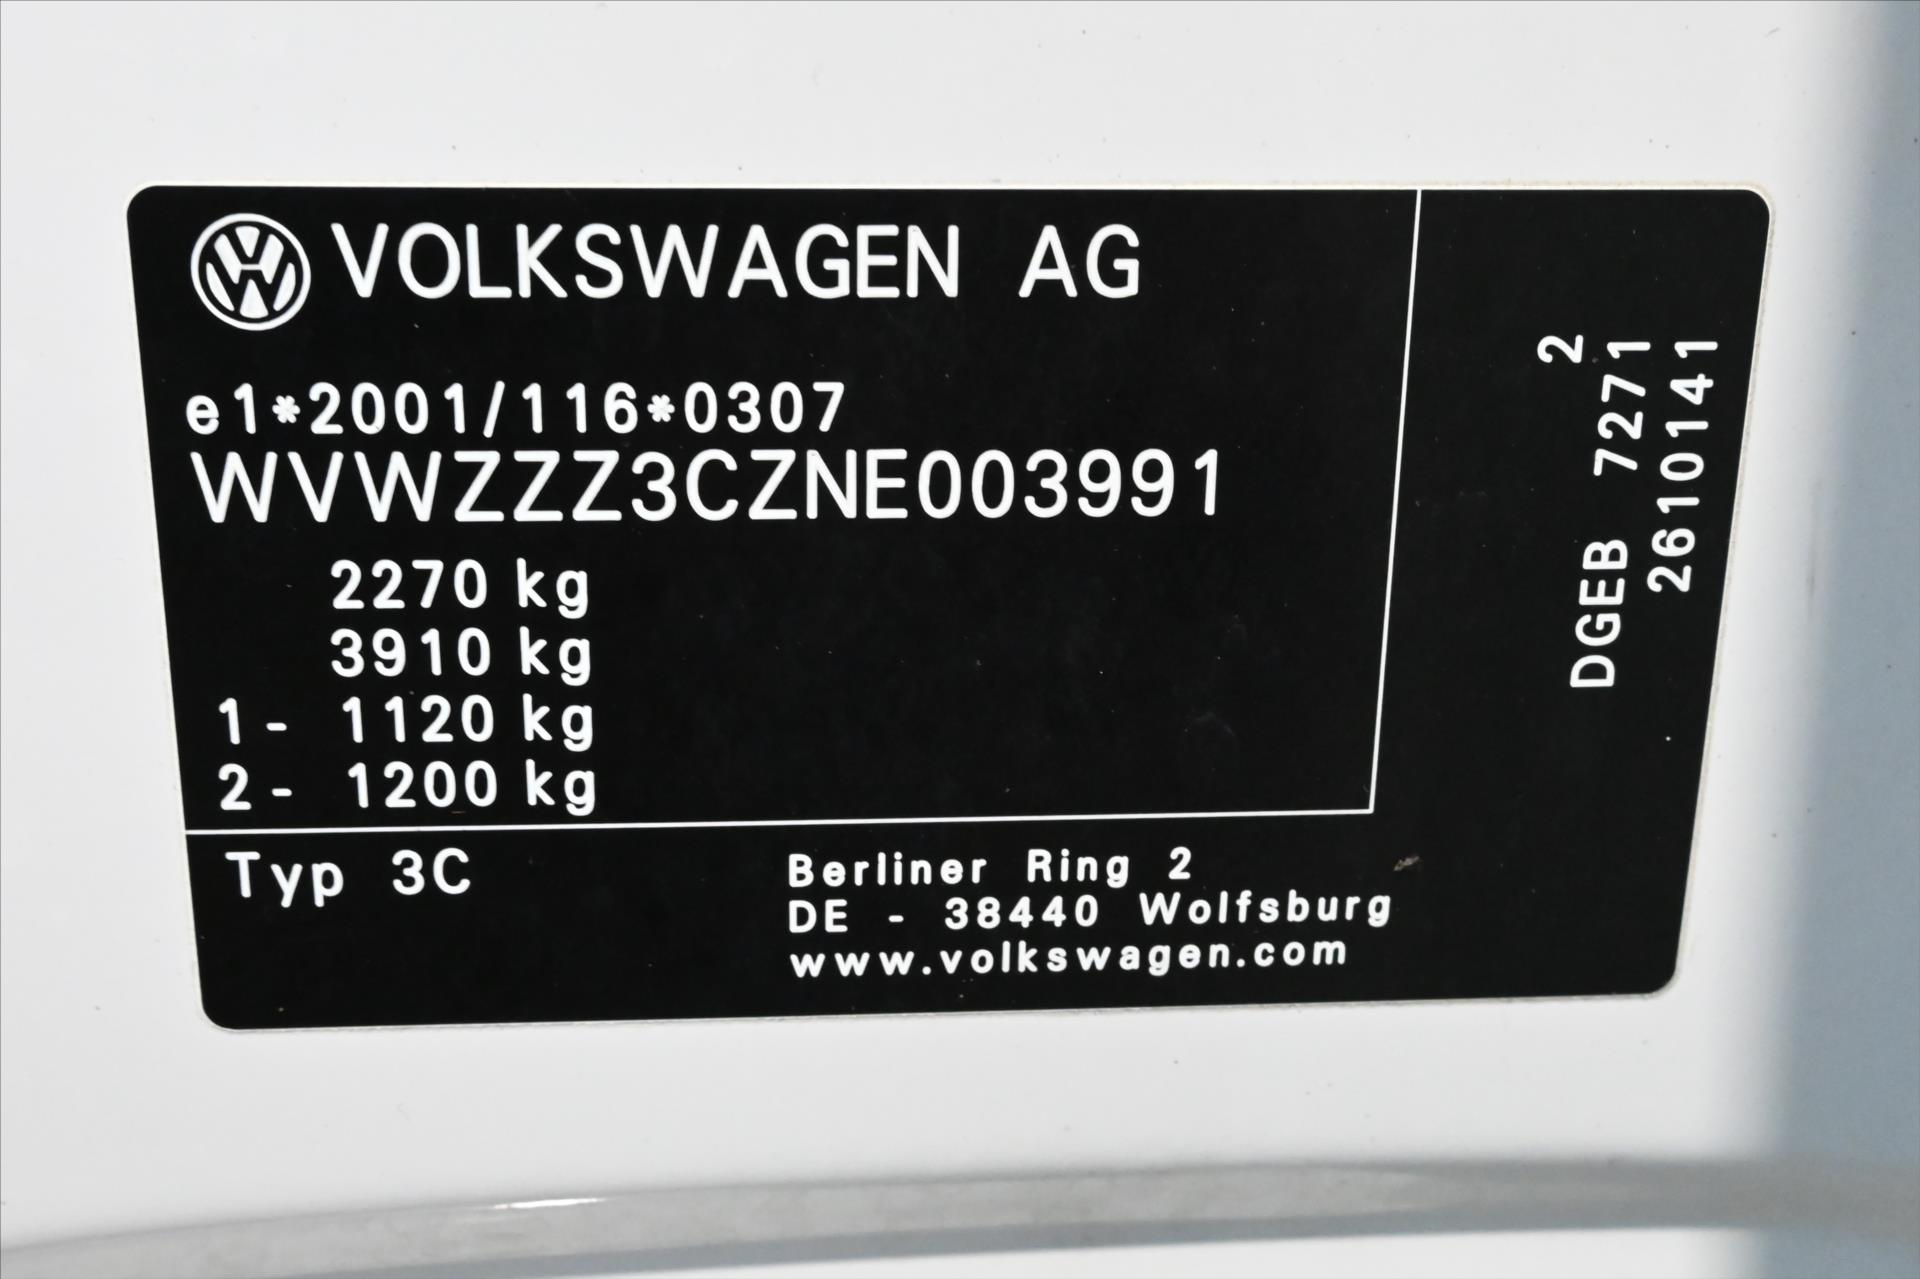 VOLKSWAGEN AG
e1*2001/116*0307
WVWZZZ3CZNE003991
2270 kg
3910 kg
1- 1120 kg
2- 1200 kg
Typ 3C
Berliner Ring 2
DE - 38440 Wolfsburg
www.volkswagen.com
2
DGEB 7271
2610141